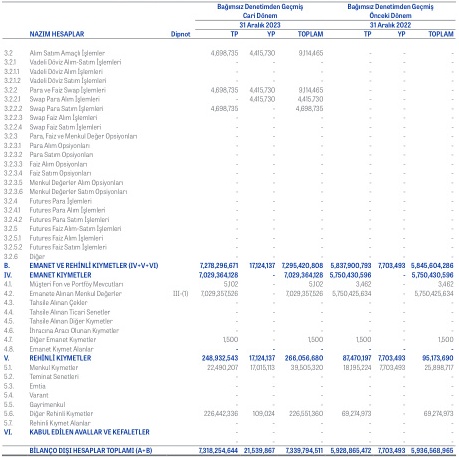 Bağımsız Denetimden Geçmiş Bağımsız Denetimden Geçmiş
Cari Dönem Önceki Dönem
31 Aralık 2023 31 Aralık 2022
NAZIM HESAPLAR Dipnot TP YP TOPLAM TP YP TOPLAM
3.2 Alım Satım Amaçlı İşlemler 4,698,735 4,415,730 9,114,465 - - -
3.2.1 Vadeli Döviz Alım-Satım İşlemleri - - - - - -
3.2.1.1 Vadeli Döviz Alım İşlemleri - - - - - -
3.2.1.2 Vadeli Döviz Satım İşlemleri - - - - - -
3.2.2 Para ve Faiz Swap İşlemleri 4,698,735 4,415,730 9,114,465 - - -
3.2.2.1 Swap Para Alım İşlemleri - 4,415,730 4,415,730 - - -
3.2.2.2 Swap Para Satım İşlemleri 4,698,735 - 4,698,735 - - -
3.2.2.3 Swap Faiz Alım İşlemleri - - - - - -
3.2.2.4 Swap Faiz Satım İşlemleri - - - - - -
3.2.3 Para, Faiz ve Menkul Değer Opsiyonları - - - - - -
3.2.3.1 Para Alım Opsiyonları - - - - - -
3.2.3.2 Para Satım Opsiyonları - - - - - -
3.2.3.3 Faiz Alım Opsiyonları - - - - - -
3.2.3.4 Faiz Satım Opsiyonları - - - - - -
3.2.3.5 Menkul Değerler Alım Opsiyonları - - - - - -
3.2.3.6 Menkul Değerler Satım Opsiyonları - - - - - -
3.2.4 Futures Para İşlemleri - - - - - -
3.2.4.1 Futures Para Alım İşlemleri - - - - - -
3.2.4.2 Futures Para Satım İşlemleri - - - - - -
3.2.5 Futures Faiz Alım-Satım İşlemleri - - - - - -
3.2.5.1 Futures Faiz Alım İşlemleri - - - - - -
3.2.5.2 Futures Faiz Satım İşlemleri - - - - - -
3.2.6 Diğer - - - - - -
B. EMANET VE REHİNLİ KIYMETLER (IV+V+VI) 7,278,296,671 17,124,137 7,295,420,808 5,837,900,793 7,703,493 5,845,604,286
IV. EMANET KIYMETLER 7,029,364,128 - 7,029,364,128 5,750,430,596 - 5,750,430,596
4.1. Müşteri Fon ve Portföy Mevcutları 5,102 - 5,102 3,462 - 3,462
4.2. Emanete Alınan Menkul Değerler III-(1) 7,029,357,526 - 7,029,357,526 5,750,425,634 - 5,750,425,634
4.3. Tahsile Alınan Çekler - - - - - -
4.4. Tahsile Alınan Ticari Senetler - - - - - -
4.5. Tahsile Alınan Diğer Kıymetler - - - - - -
4.6. İhracına Aracı Olunan Kıymetler - - - - - -
4.7. Diğer Emanet Kıymetler 1,500 - 1,500 1,500 - 1,500
4.8. Emanet Kıymet Alanlar - - - - - -
V. REHİNLİ KIYMETLER 248,932,543 17,124,137 266,056,680 87,470,197 7,703,493 95,173,690
5.1. Menkul Kıymetler 22,490,207 17,015,113 39,505,320 18,195,224 7,703,493 25,898,717
5.2. Teminat Senetleri - - - - - -
5.3. Emtia - - - - - -
5.4. Varant - - - - - -
5.5. Gayrimenkul - - - - - -
5.6. Diğer Rehinli Kıymetler 226,442,336 109,024 226,551,360 69,274,973 - 69,274,973
5.7. Rehinli Kıymet Alanlar - - - - - -
VI. KABUL EDİLEN AVALLAR VE KEFALETLER - - - - - -
BİLANÇO DIŞI HESAPLAR TOPLAMI (A+B) 7,318,254,644 21,539,867 7,339,794,511 5,928,865,472 7,703,493 5,936,568,965